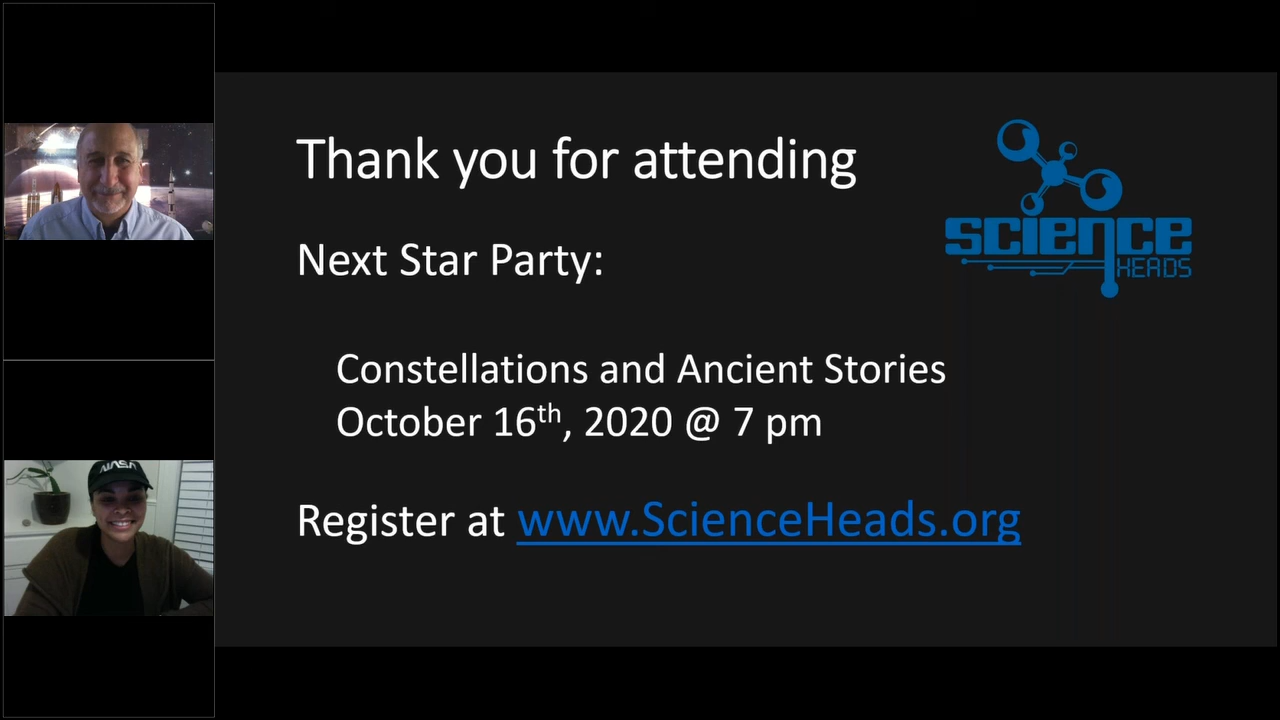 Thank you for attending
science
HEADS
Next Star Party:
Constellations and Ancient Stories
October 16th, 2020 @ 7 pm
Register at www.ScienceHeads.org
NASA